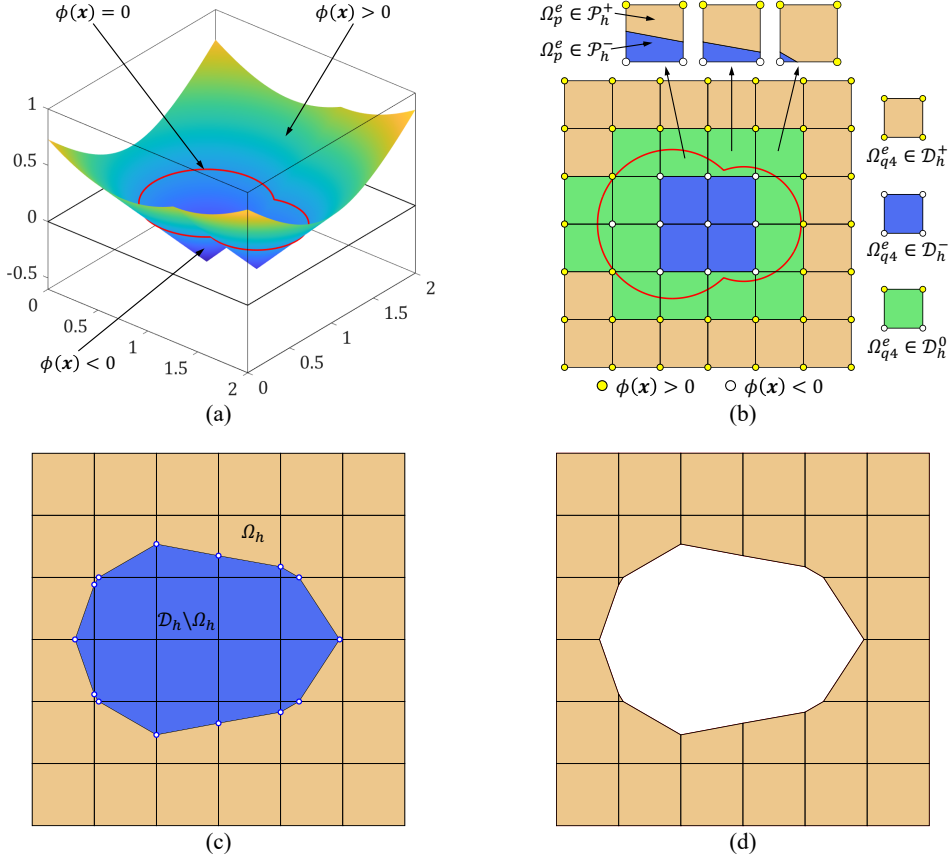 ϕ(𝒙) = 0
ϕ(𝒙) > 0
1
0.5
0
-0.5
0
0.5
1
1.5
2
0
0.5
1
1.5
2
ϕ(𝒙) < 0
(a)
Ω_p^e ∈ 𝒫_h^+
Ω_p^e ∈ 𝒫_h^-
Ω_{q4}^e ∈ 𝒟_h^+
Ω_{q4}^e ∈ 𝒟_h^-
Ω_{q4}^e ∈ 𝒟_h^0
ϕ(𝒙) > 0
ϕ(𝒙) < 0
(b)
Ω_h
𝒟_h\Ω_h
(c)
(d)